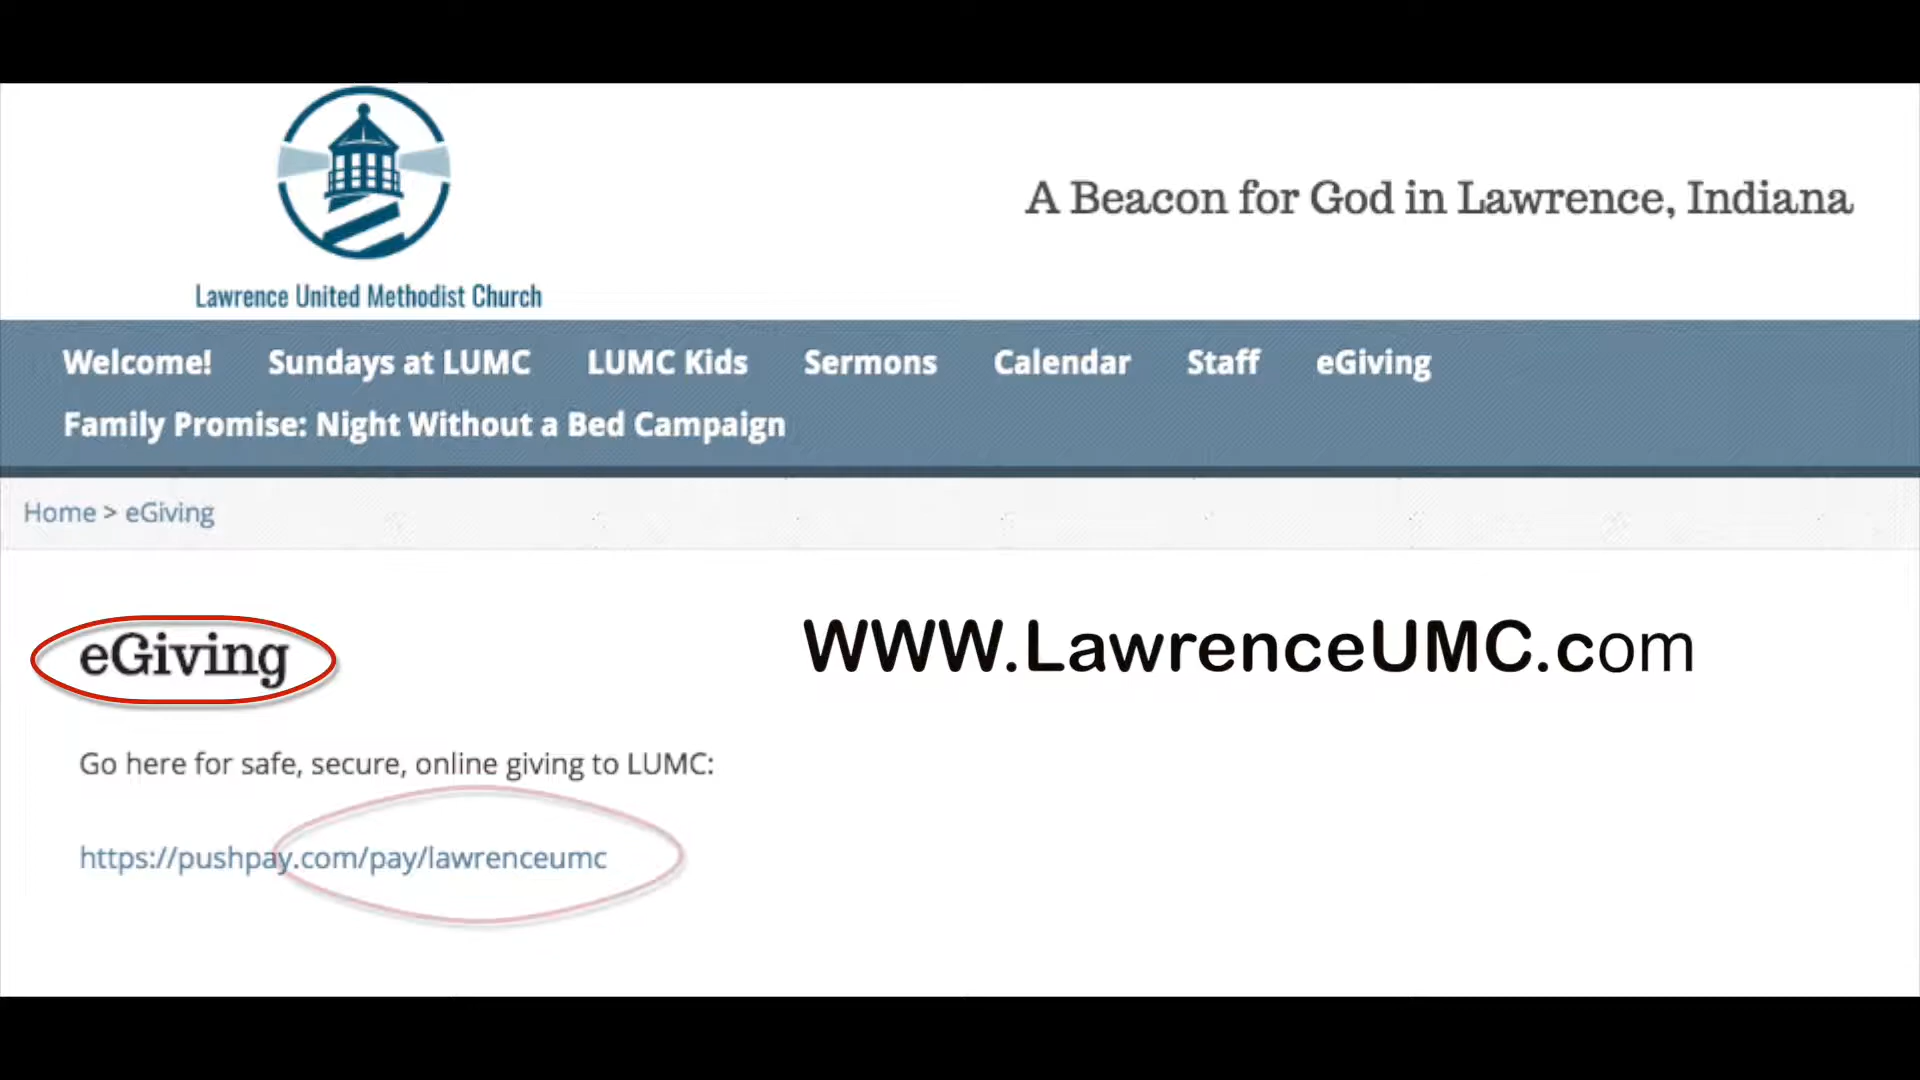 Lawrence United Methodist Church
A Beacon for God in Lawrence, Indiana
Welcome! Sundays at LUMC LUMC Kids Sermons Calendar Staff eGiving
Family Promise: Night Without a Bed Campaign
Home > eGiving
eGiving
WWW.LawrenceUMC.com
Go here for safe, secure, online giving to LUMC:
https://pushpay.com/pay/lawrenceumc